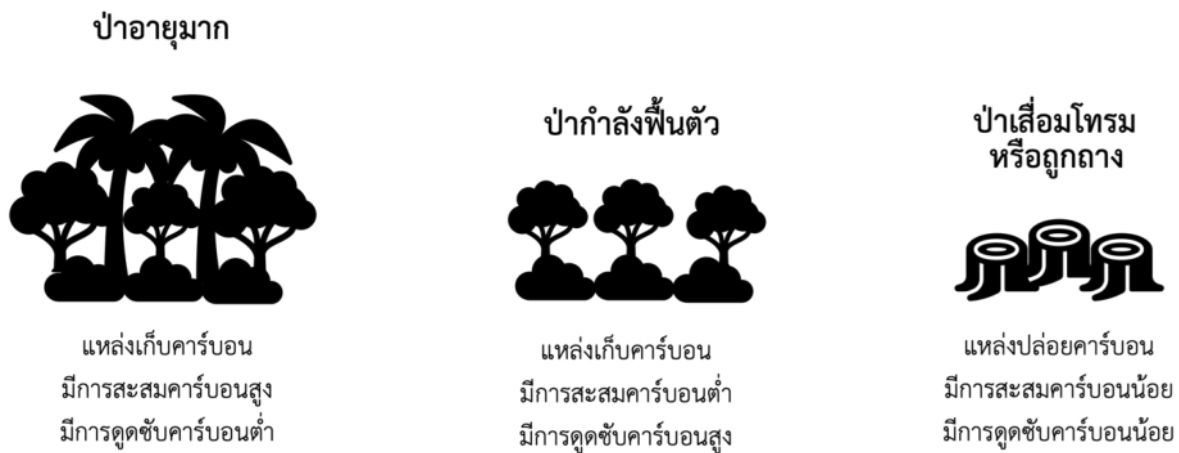 ป่าอายุมาก
แหล่งเก็บคาร์บอน
มีการสะสมคาร์บอนสูง
มีการดูดซับคาร์บอนต่ำ
ป่ากำลังฟื้นตัว
แหล่งเก็บคาร์บอน
มีการสะสมคาร์บอนต่ำ
มีการดูดซับคาร์บอนสูง
ป่าเสื่อมโทรม
หรือถูกถาง
แหล่งปล่อยคาร์บอน
มีการสะสมคาร์บอนน้อย
มีการดูดซับคาร์บอนน้อย